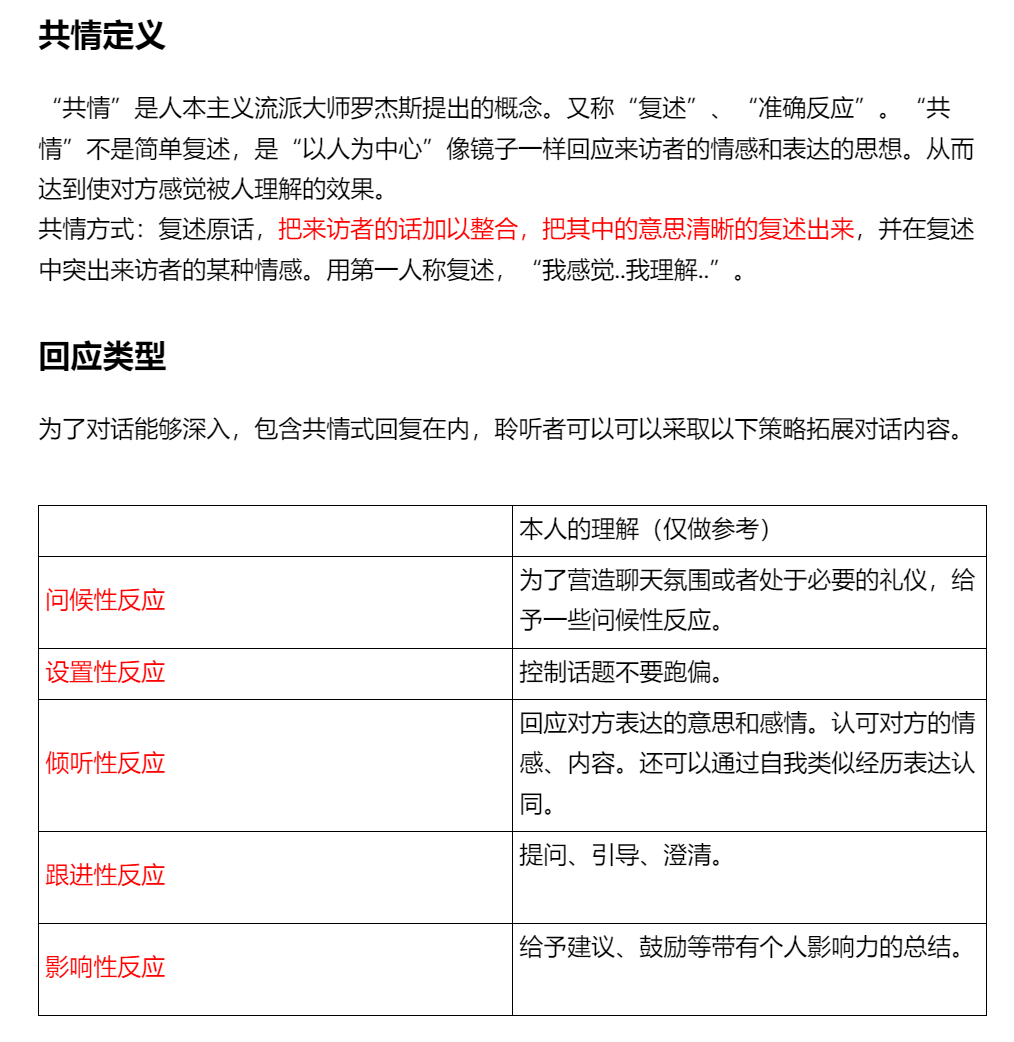 共情定义
“共情”是人本主义流派大师罗杰斯提出的概念。又称“复述”、“准确反应”。“共
情”不是简单复述，是“以人为中心”像镜子一样回应来访者的情感和表达的思想。从而
达到使对方感觉被人理解的效果。
共情方式：复述原话，把来访者的话加以整合，把其中的意思清晰的复述出来，并在复述
中突出来访者的某种情感。用第一人称复述，“我感觉..我理解..”。
回应类型
为了对话能够深入，包含共情式回复在内，聆听者可以可以采取以下策略拓展对话内容。
本人的理解（仅做参考）
问候性反应
为了营造聊天氛围或者处于必要的礼仪，给
予一些问候性反应。
设置性反应
控制话题不要跑偏。
倾听性反应
回应对方表达的意思和感情。认可对方的情
感、内容。还可以通过自我类似经历表达认
同。
跟进性反应
提问、引导、澄清。
影响性反应
给予建议、鼓励等带有个人影响力的总结。